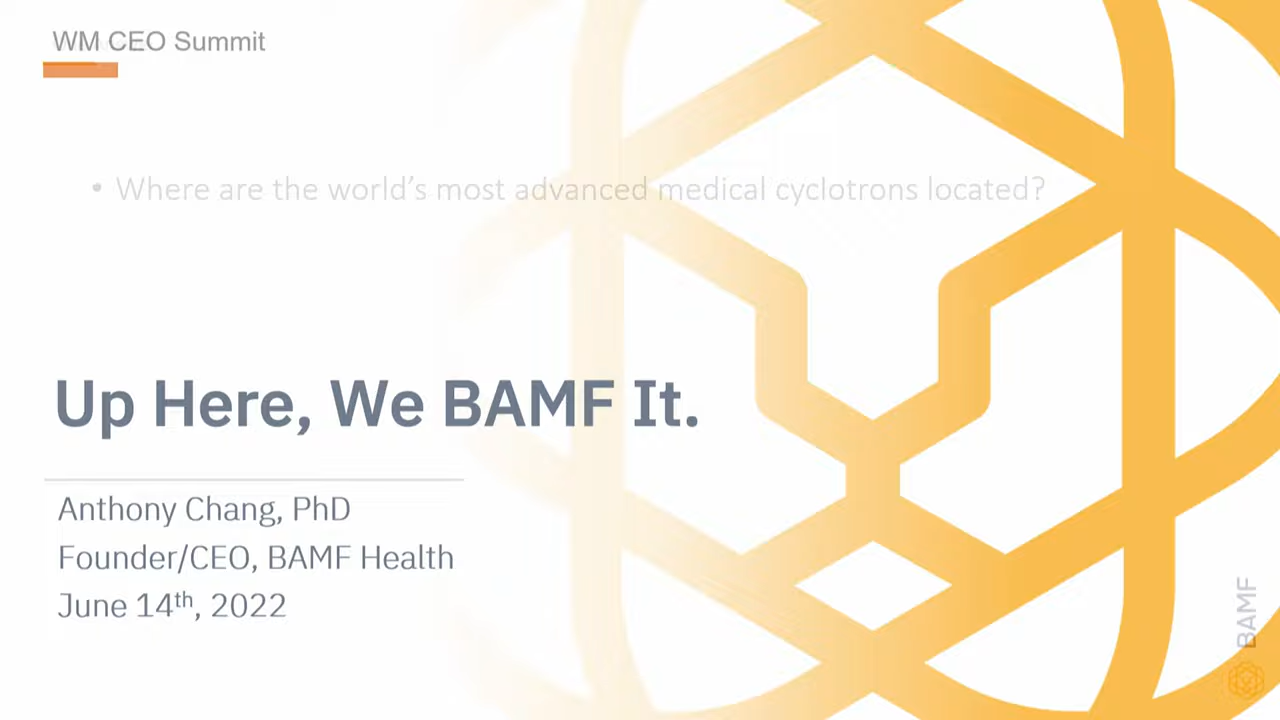 WM CEO Summit
• Where are the world's most advanced medical cyclotrons located?
Up Here, We BAMF It.
Anthony Chang, PhD
Founder/CEO, BAMF Health
June 14th, 2022
BAMF